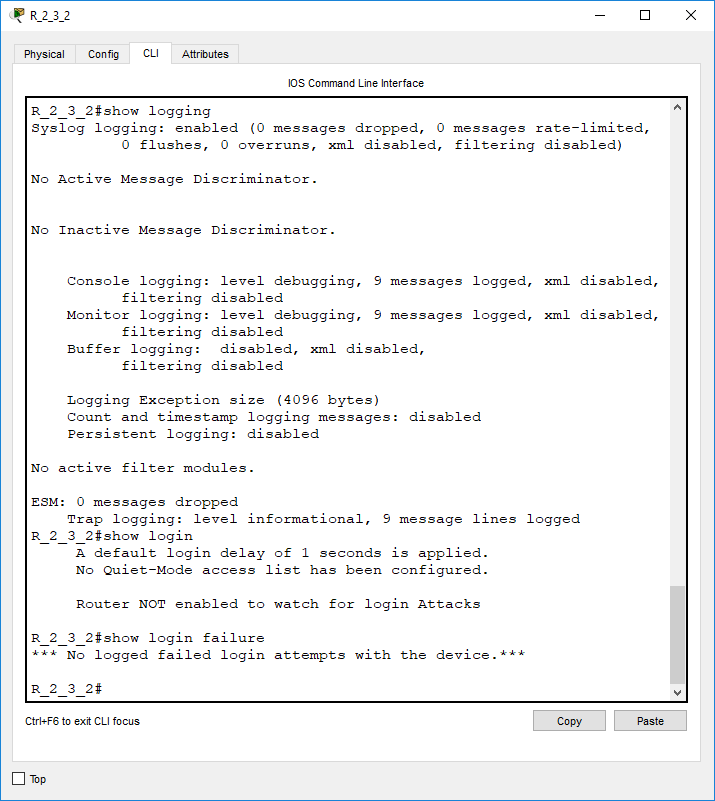 R_2_3_2
Physical Config CLI Attributes
IOS Command Line Interface
R_2_3_2#show logging
Syslog logging: enabled (0 messages dropped, 0 messages rate-limited,
0 flushes, 0 overruns, xml disabled, filtering disabled)
No Active Message Discriminator.
No Inactive Message Discriminator.
Console logging: level debugging, 9 messages logged, xml disabled,
filtering disabled
Monitor logging: level debugging, 9 messages logged, xml disabled,
filtering disabled
Buffer logging:  disabled, xml disabled,
filtering disabled
Logging Exception size (4096 bytes)
Count and timestamp logging messages: disabled
Persistent logging: disabled
No active filter modules.
ESM: 0 messages dropped
Trap logging: level informational, 9 message lines logged
R_2_3_2#show login
A default login delay of 1 seconds is applied.
No Quiet-Mode access list has been configured.
Router NOT enabled to watch for login Attacks
R_2_3_2#show login failure
*** No logged failed login attempts with the device.***
R_2_3_2#
Ctrl+F6 to exit CLI focus
Copy Paste
Top